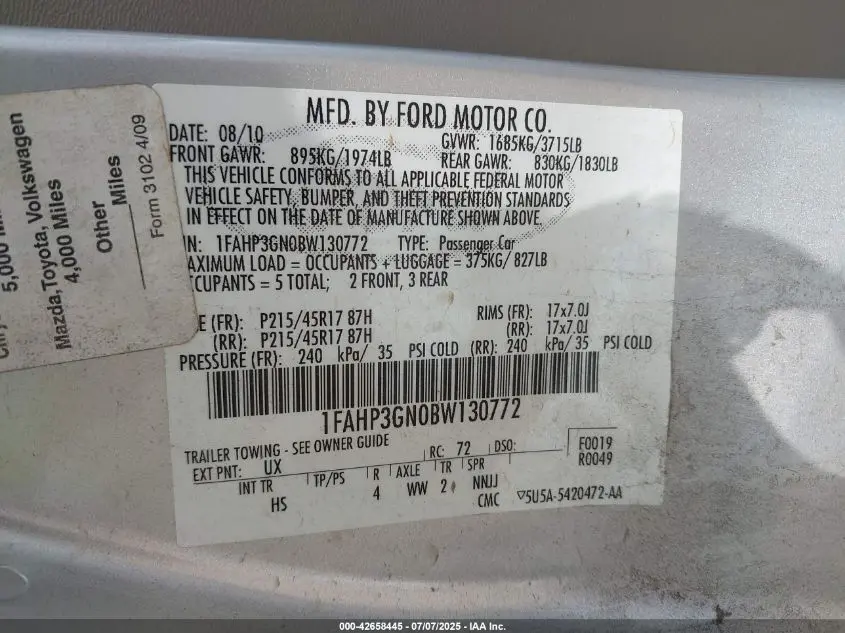 MFD. BY FORD MOTOR CO.
DATE: 08/10
GVWR: 1685KG/3715LB
FRONT GAWR: 895KG/1974LB
REAR GAWR: 830KG/1830LB
THIS VEHICLE CONFORMS TO ALL APPLICABLE FEDERAL MOTOR
VEHICLE SAFETY, BUMPER, AND THEFT PREVENTION STANDARDS
IN EFFECT ON THE DATE OF MANUFACTURE SHOWN ABOVE.
IN: 1FAHP3GN0BW130772 TYPE: Passenger Car
AXIMUM LOAD = OCCUPANTS + LUGGAGE = 375KG/ 827LB
CUPANTS = 5 TOTAL; 2 FRONT, 3 REAR
E (FR): P215/45R17 87H RIMS (FR): 17x7.0J
(RR): P215/45R17 87H (RR): 17x7.0J
PRESSURE (FR): 240 kPa/ 35 PSI COLD (RR): 240 kPa/ 35 PSI COLD
1FAHP3GN0BW130772
TRAILER TOWING - SEE OWNER GUIDE
EXT PNT: UX RC: 72 DSO: F0019
R0049
INT TR TP/PS R AXLE TR SPR
HS 4 WW 2 NNJJ
CMC ▽5U5A-5420472-AA
5,000
Mazda,Toyota, Volkswagen
4,000 Miles
Other
Miles
Form 3102 4/09
000-42658445 - 07/07/2025 - IAA Inc.